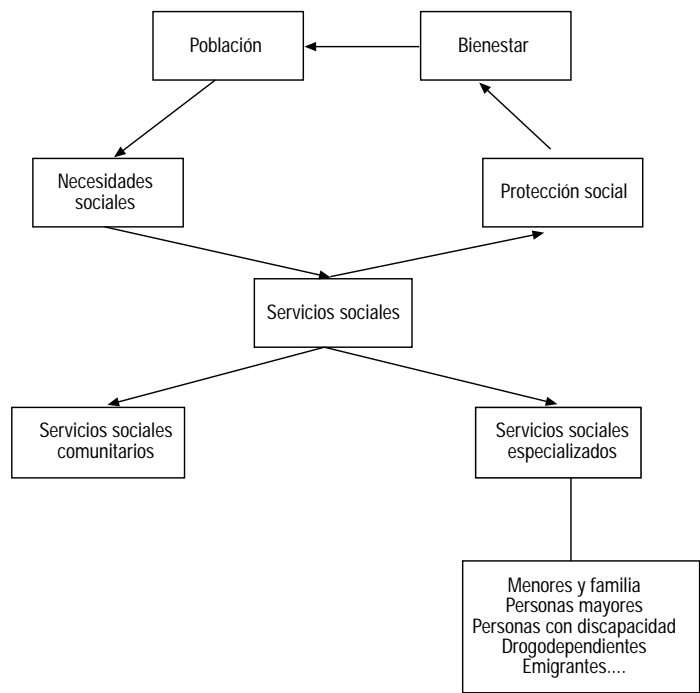 Población
Bienestar
Necesidades
sociales
Protección social
Servicios sociales
Servicios sociales
comunitarios
Servicios sociales
especializados
Menores y familia
Personas mayores
Personas con discapacidad
Drogodependientes
Emigrantes....